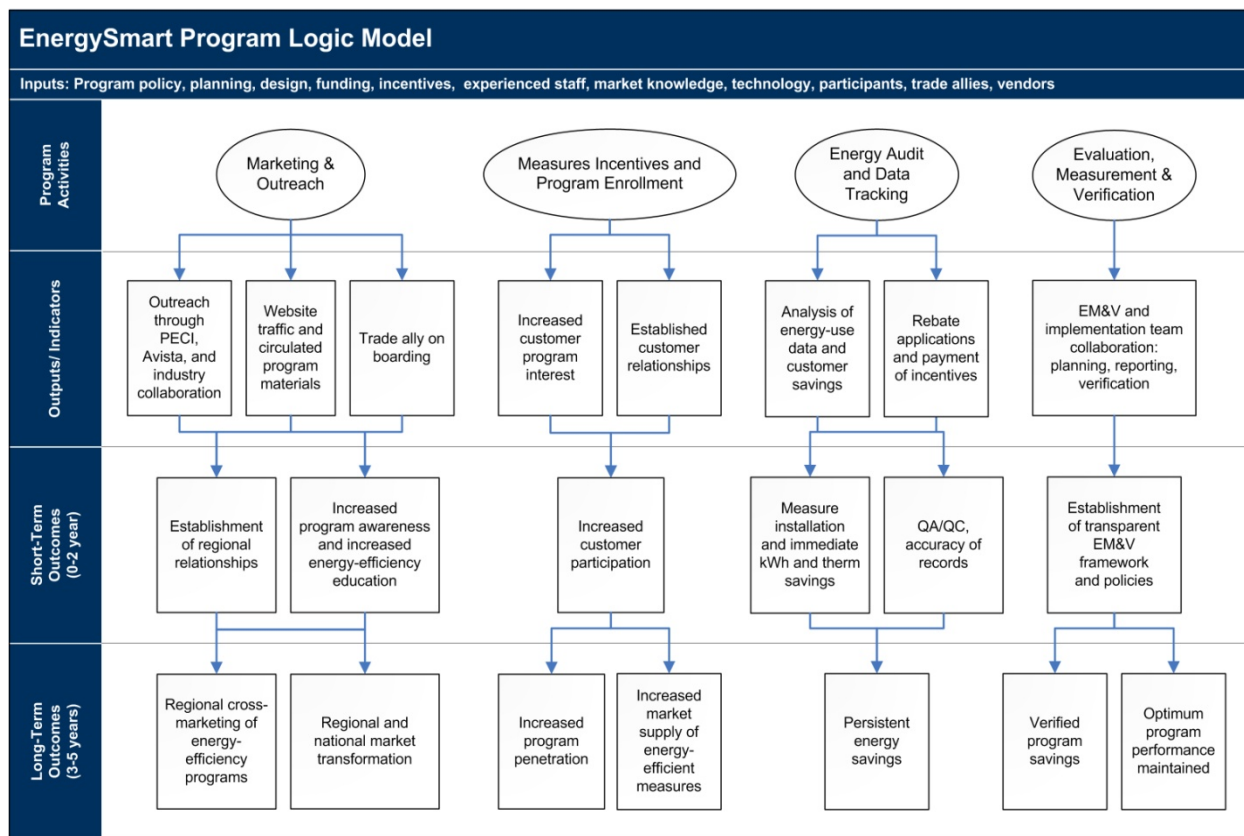 EnergySmart Program Logic Model
Inputs: Program policy, planning, design, funding, incentives, experienced staff, market knowledge, technology, participants, trade allies, vendors
Program
Activities
Marketing &
Outreach
Measures Incentives and
Program Enrollment
Energy Audit
and Data
Tracking
Evaluation,
Measurement &
Verification
Outputs/ Indicators
Outreach
through
PECI,
Avista, and
industry
collaboration
Website
traffic and
circulated
program
materials
Trade ally on
boarding
Increased
customer
program
interest
Established
customer
relationships
Analysis of
energy-use
data and
customer
savings
Rebate
applications
and payment
of incentives
EM&V and
implementation team
collaboration:
planning, reporting,
verification
Short-Term
Outcomes
(0-2 year)
Establishment
of regional
relationships
Increased
program awareness
and increased
energy-efficiency
education
Increased
customer
participation
Measure
installation
and immediate
kWh and therm
savings
QA/QC,
accuracy of
records
Establishment
of transparent
EM&V
framework
and policies
Long-Term
Outcomes
(3-5 years)
Regional cross-
marketing of
energy-
efficiency
programs
Regional and
national market
transformation
Increased
program
penetration
Increased
market
supply of
energy-
efficient
measures
Persistent
energy
savings
Verified
program
savings
Optimum
program
performance
maintained